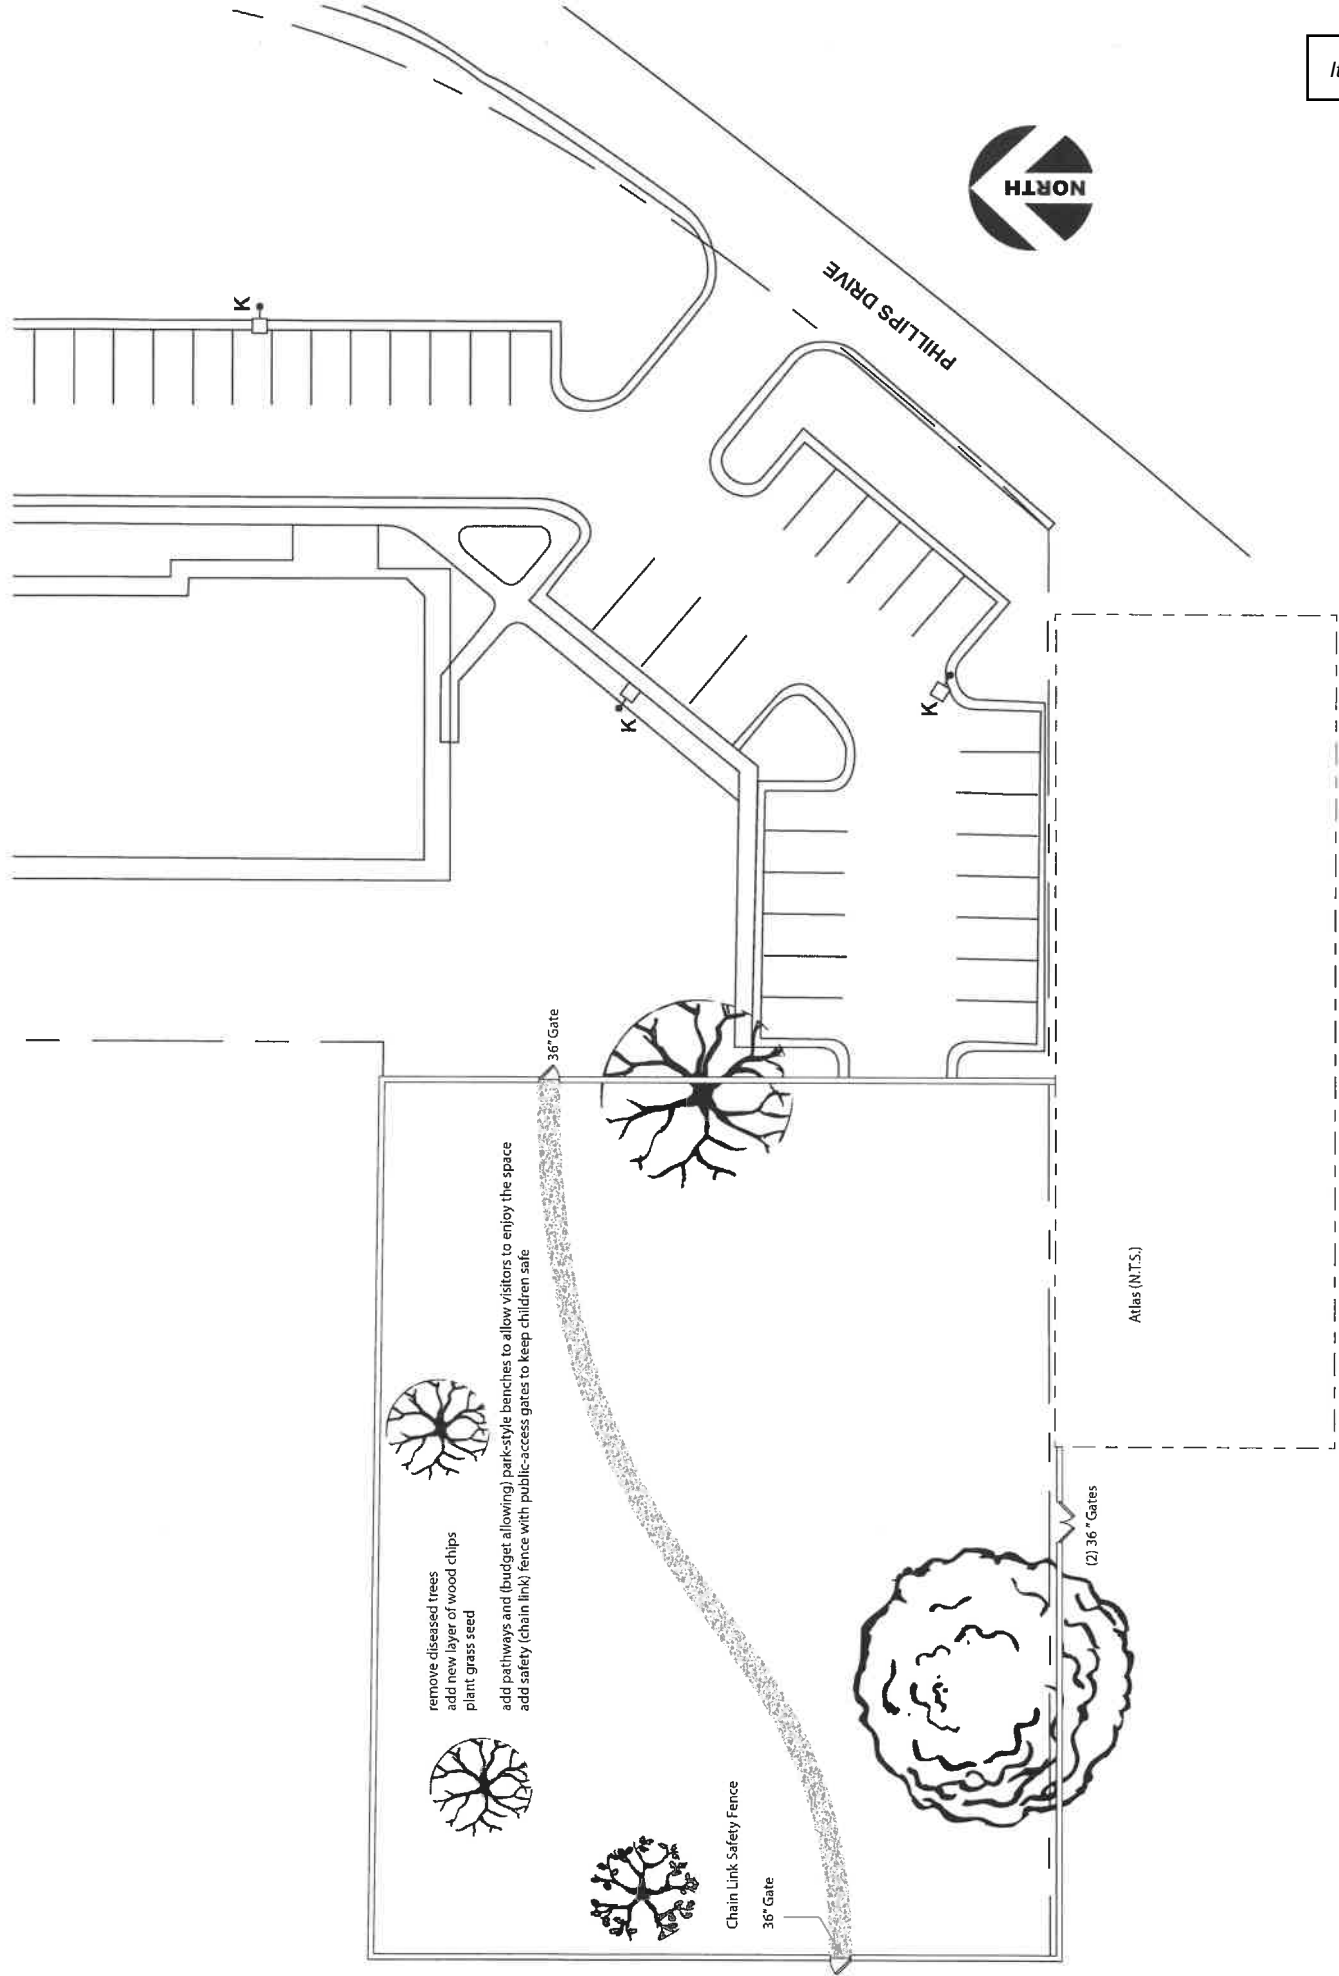 It
NORTH
PHILLIPS DRIVE
K
K
K
36" Gate
remove diseased trees
add new layer of wood chips
plant grass seed
add pathways and (budget allowing) park-style benches to allow visitors to enjoy the space
add safety (chain link) fence with public-access gates to keep children safe
Chain Link Safety Fence
36" Gate
Atlas (N.T.S.)
(2) 36 " Gates